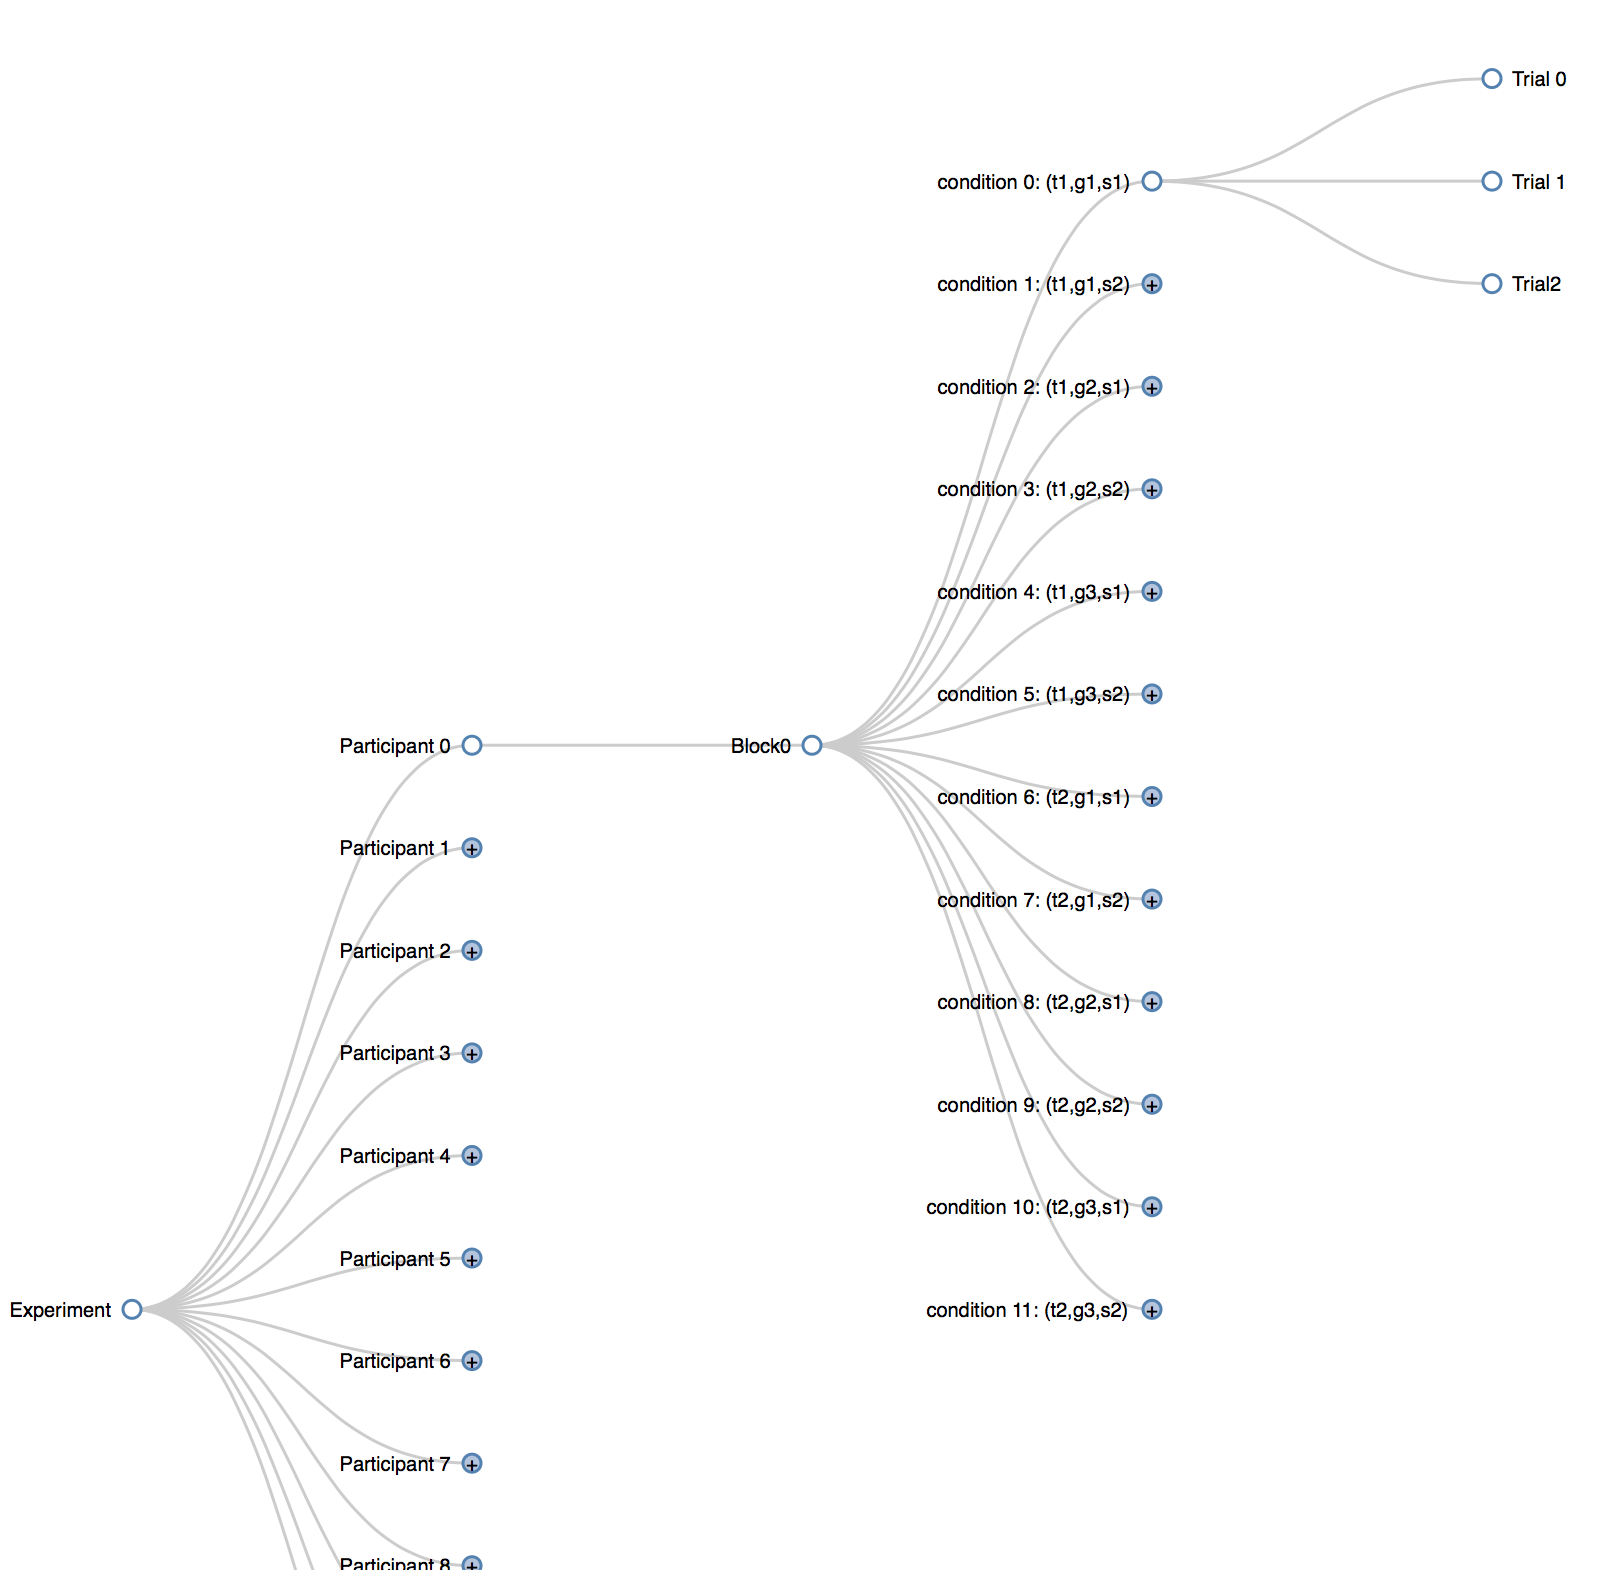 Trial 0
condition 0: (t1,g1,s1)
Trial 1
condition 1: (t1,g1,s2)
Trial2
condition 2: (t1,g2,s1)
condition 3: (t1,g2,s2)
condition 4: (t1,g3,s1)
condition 5: (t1,g3,s2)
Participant 0
Block0
condition 6: (t2,g1,s1)
Participant 1
condition 7: (t2,g1,s2)
Participant 2
condition 8: (t2,g2,s1)
Participant 3
condition 9: (t2,g2,s2)
Participant 4
condition 10: (t2,g3,s1)
Participant 5
Experiment
condition 11: (t2,g3,s2)
Participant 6
Participant 7
Participant 8